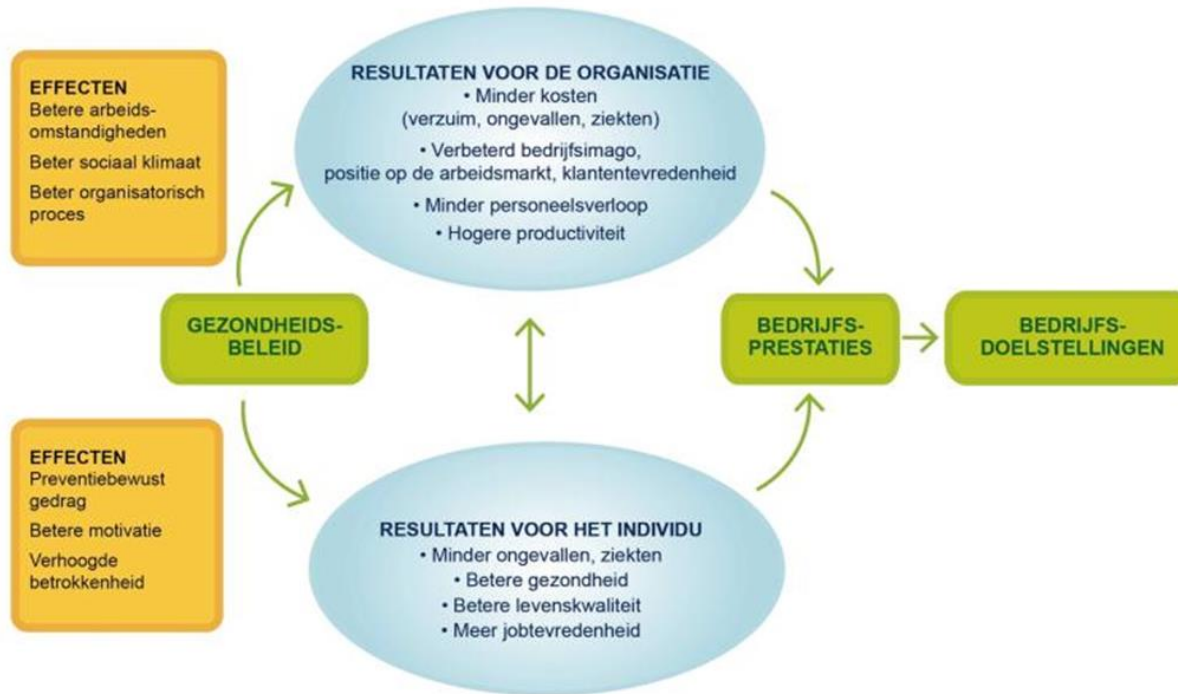 EFFECTEN
Betere arbeids-
omstandigheden
Beter sociaal klimaat
Beter organisatorisch
proces
RESULTATEN VOOR DE ORGANISATIE
• Minder kosten
(verzuim, ongevallen, ziekten)
• Verbeterd bedrijfsimago,
positie op de arbeidsmarkt, klantentevredenheid
• Minder personeelsverloop
• Hogere productiviteit
GEZONDHEIDS-
BELEID
BEDRIJFS-
PRESTATIES
BEDRIJFS-
DOELSTELLINGEN
EFFECTEN
Preventiebewust
gedrag
Betere motivatie
Verhoogde
betrokkenheid
RESULTATEN VOOR HET INDIVIDU
• Minder ongevallen, ziekten
• Betere gezondheid
• Betere levenskwaliteit
• Meer jobtevredenheid